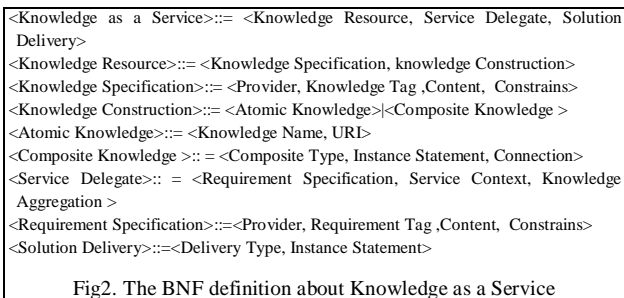 <Knowledge as a Service>::= <Knowledge Resource, Service Delegate, Solution
Delivery>
<Knowledge Resource>::= <Knowledge Specification, knowledge Construction>
<Knowledge Specification>::= <Provider, Knowledge Tag ,Content, Constrains>
<Knowledge Construction>::= <Atomic Knowledge>|<Composite Knowledge >
<Atomic Knowledge>::= <Knowledge Name, URI>
<Composite Knowledge >:: = <Composite Type, Instance Statement, Connection>
<Service Delegate>:: = <Requirement Specification, Service Context, Knowledge
Aggregation >
<Requirement Specification>::=<Provider, Requirement Tag ,Content, Constrains>
<Solution Delivery>::=<Delivery Type, Instance Statement>
Fig2. The BNF definition about Knowledge as a Service